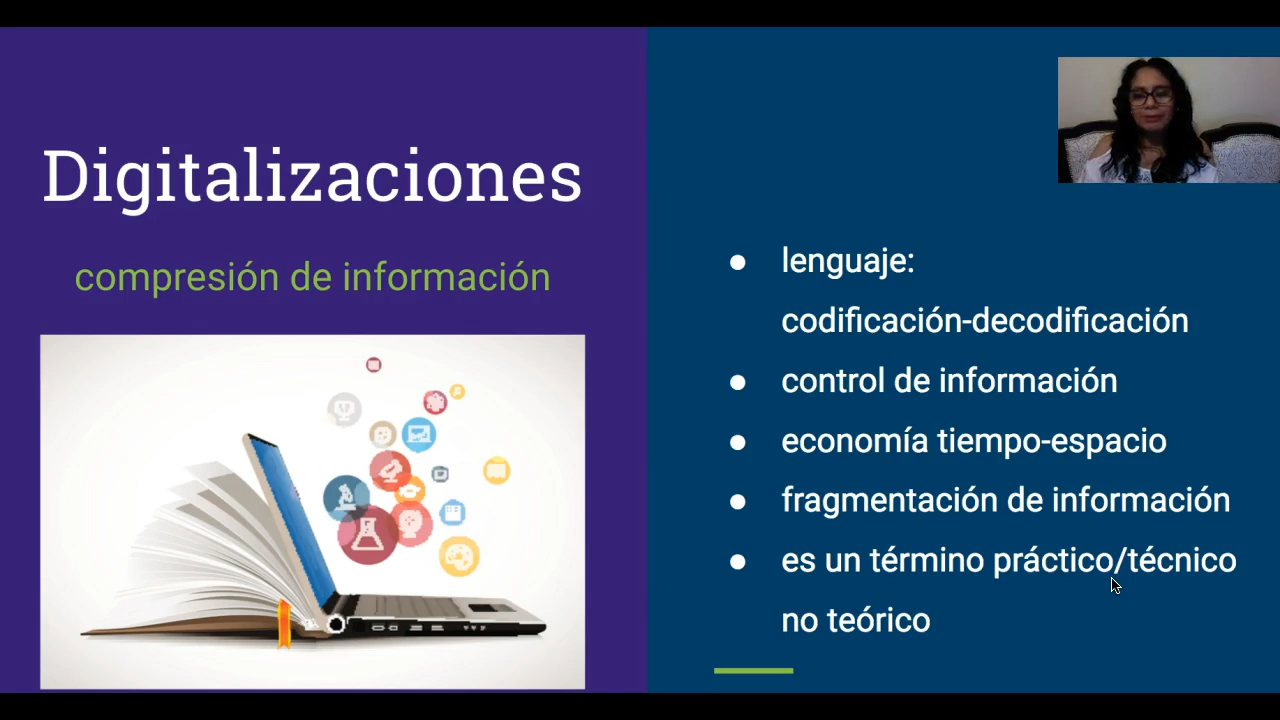 Digitalizaciones
compresión de información
● lenguaje:
codificación-decodificación
● control de información
● economía tiempo-espacio
● fragmentación de información
● es un término práctico/técnico
no teórico